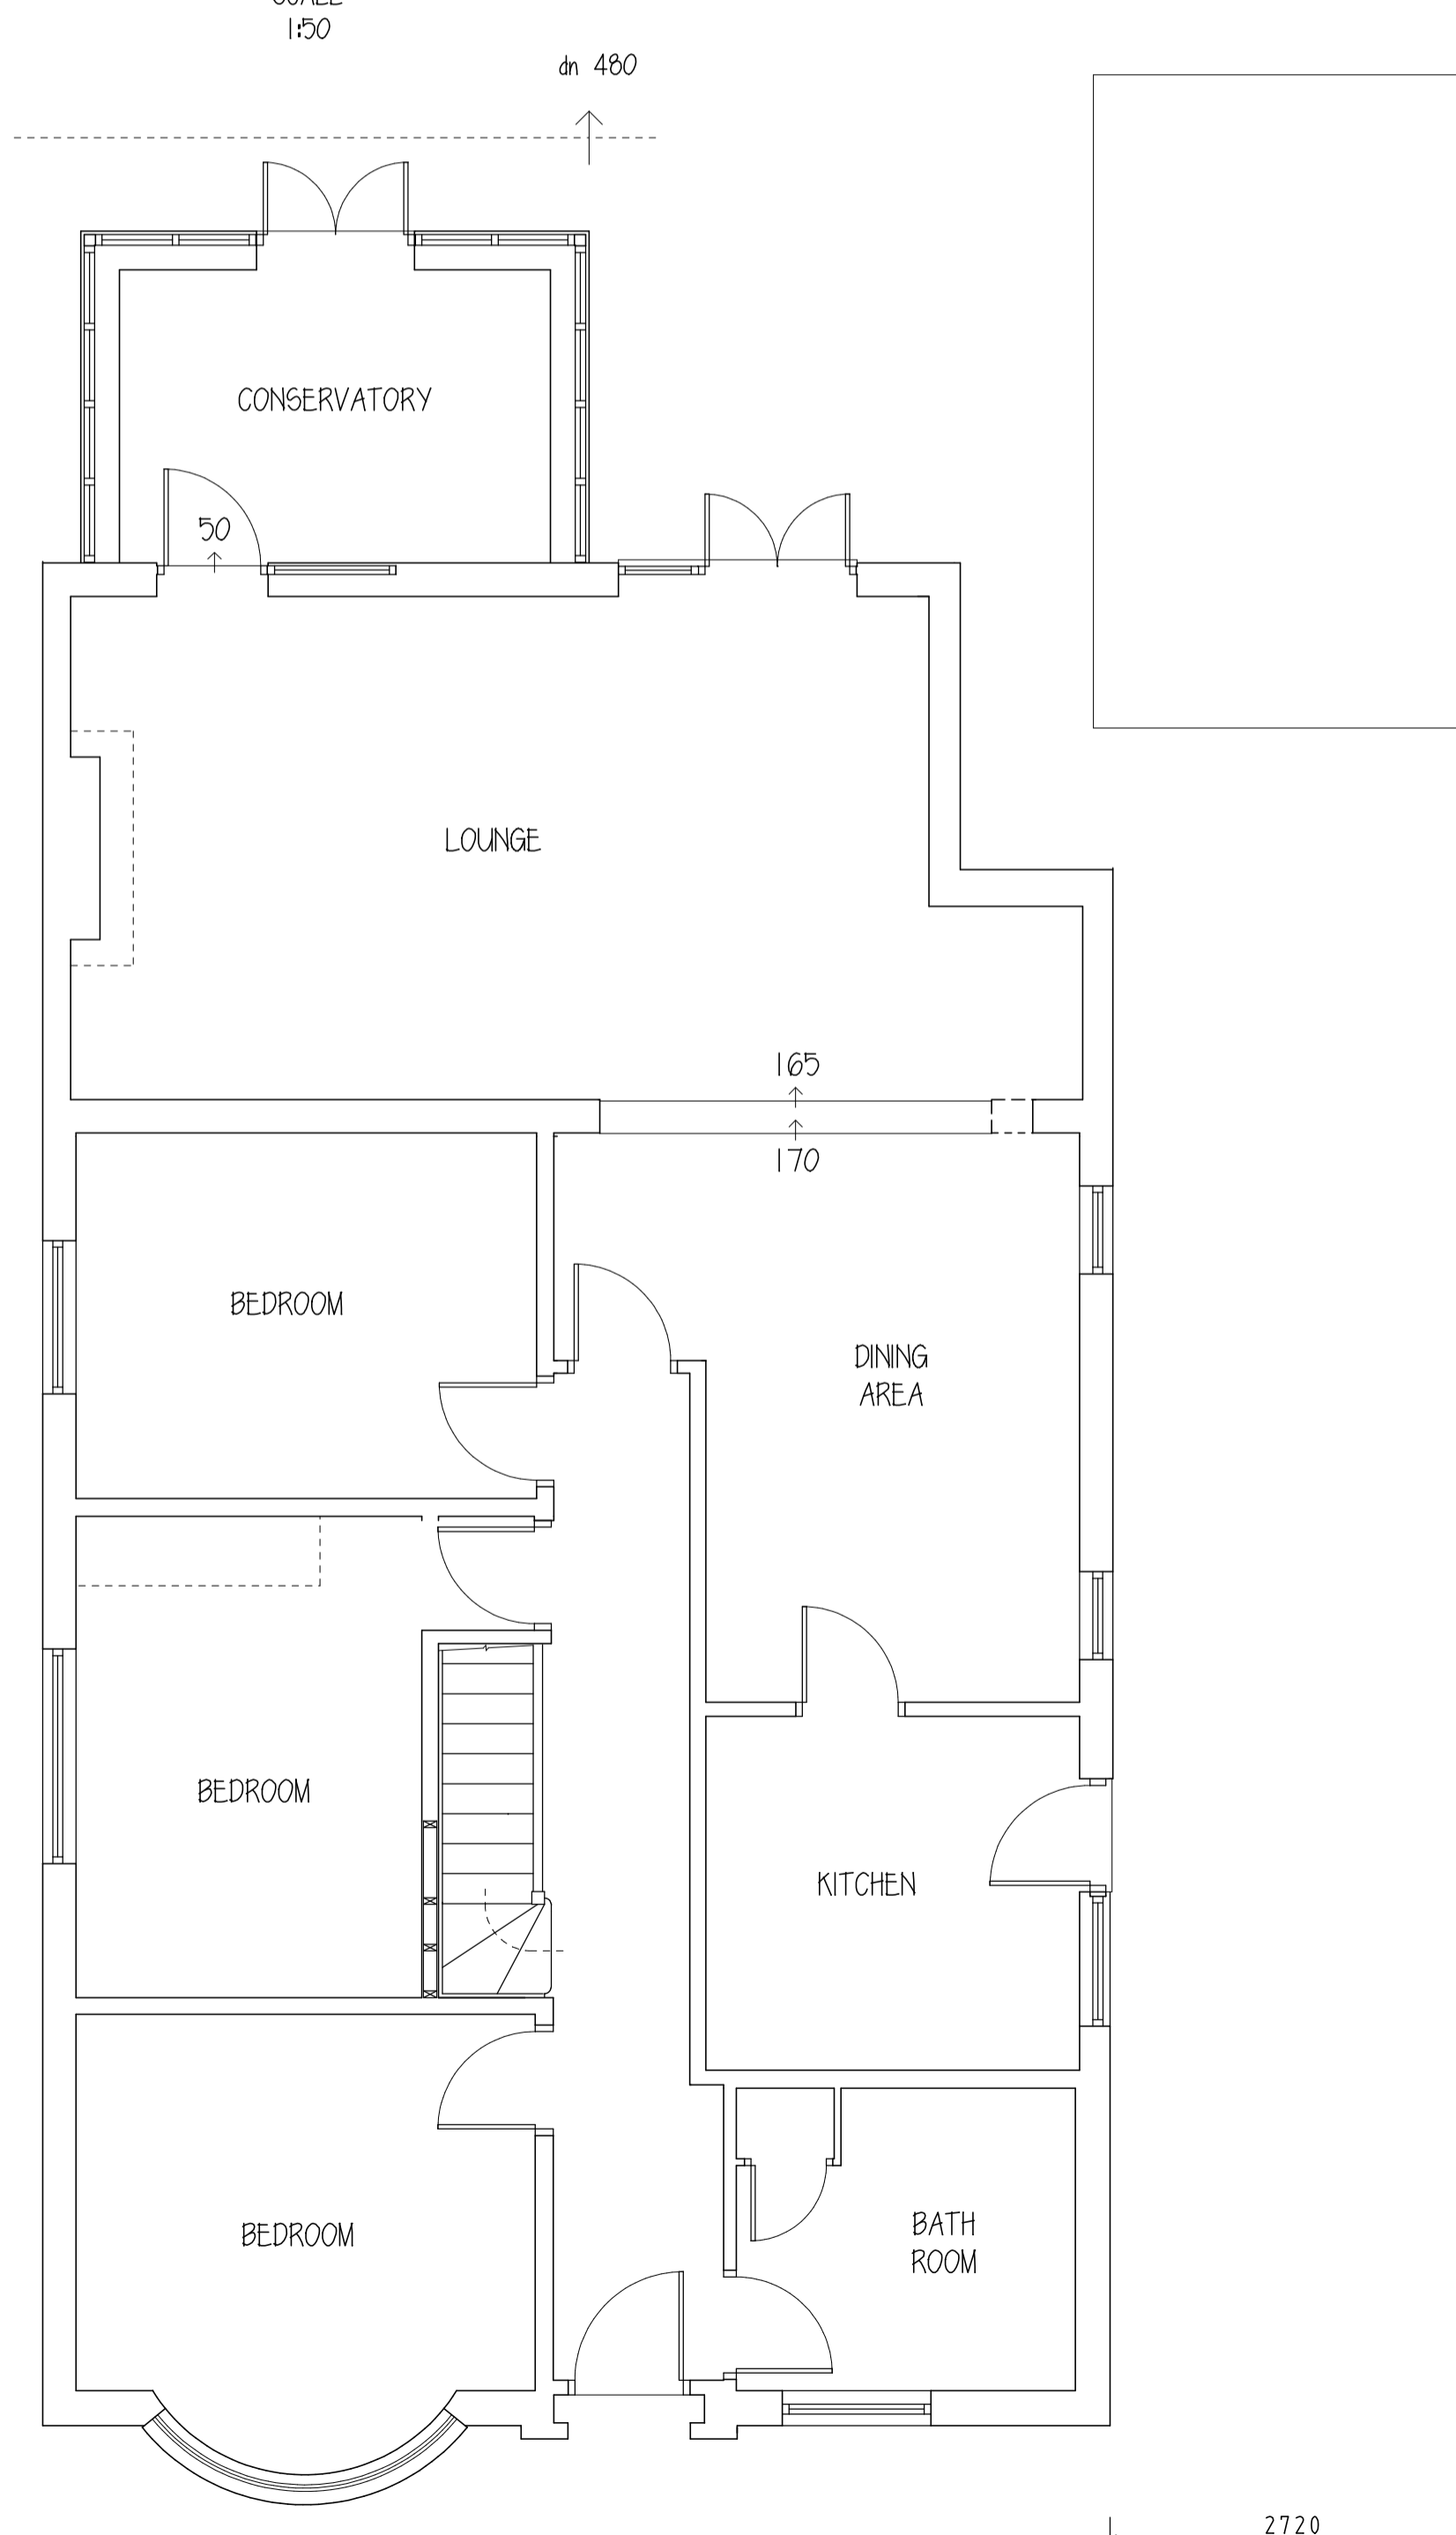 1:50
dn 480
CONSERVATORY
50
LOUNGE
165
170
BEDROOM
DINING
AREA
BEDROOM
KITCHEN
BEDROOM
BATH
ROOM
2720